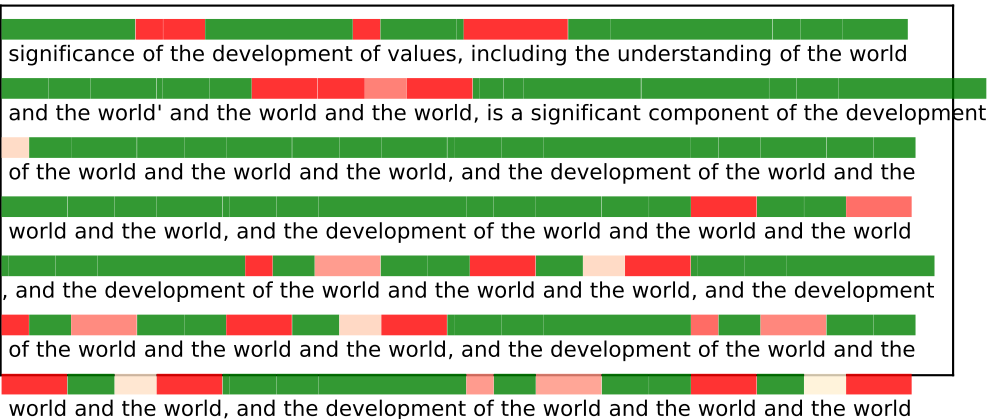 significance of the development of values, including the understanding of the world
and the world' and the world and the world, is a significant component of the development
of the world and the world and the world, and the development of the world and the
world and the world, and the development of the world and the world and the world
, and the development of the world and the world and the world, and the development
of the world and the world and the world, and the development of the world and the
world and the world, and the development of the world and the world and the world